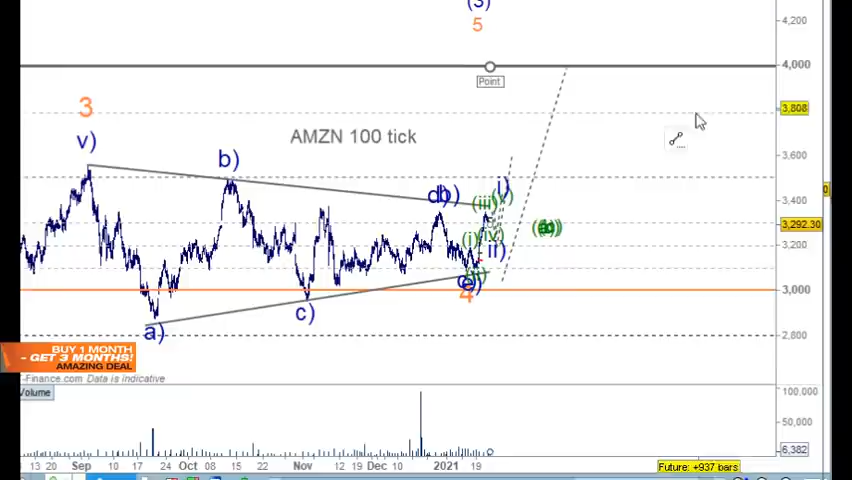 (3)
4,200
5
4,000
Point
3
3,808
AMZN 100 tick
v)
b)
3,600
i)
3,400
(iii)
(i)
3,292.30
3,200
ii)
4
3,000
c)
a)
2,800
BUY 1 MONTH
- GET 3 MONTHS!
AMAZING DEAL
-Finance.com Data is indicative
Volume
100,000
50,000
6,382
13 20 Sep 10 17 24 Oct 08 15 22 Nov 12 19 Dec 10 2021 19
Future: +937 bars